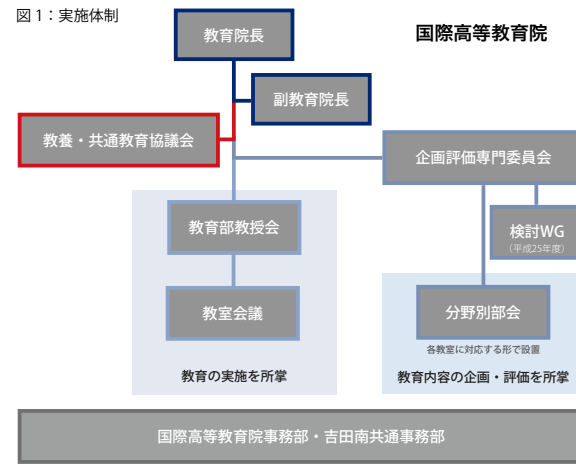 図1：実施体制
国際高等教育院
教育院長
副教育院長
教養・共通教育協議会
企画評価専門委員会
教育部教授会
検討WG
（平成25年度）
教室会議
分野別部会
各教室に対応する形で設置
教育の実施を所掌
教育内容の企画・評価を所掌
国際高等教育院事務部・吉田南共通事務部